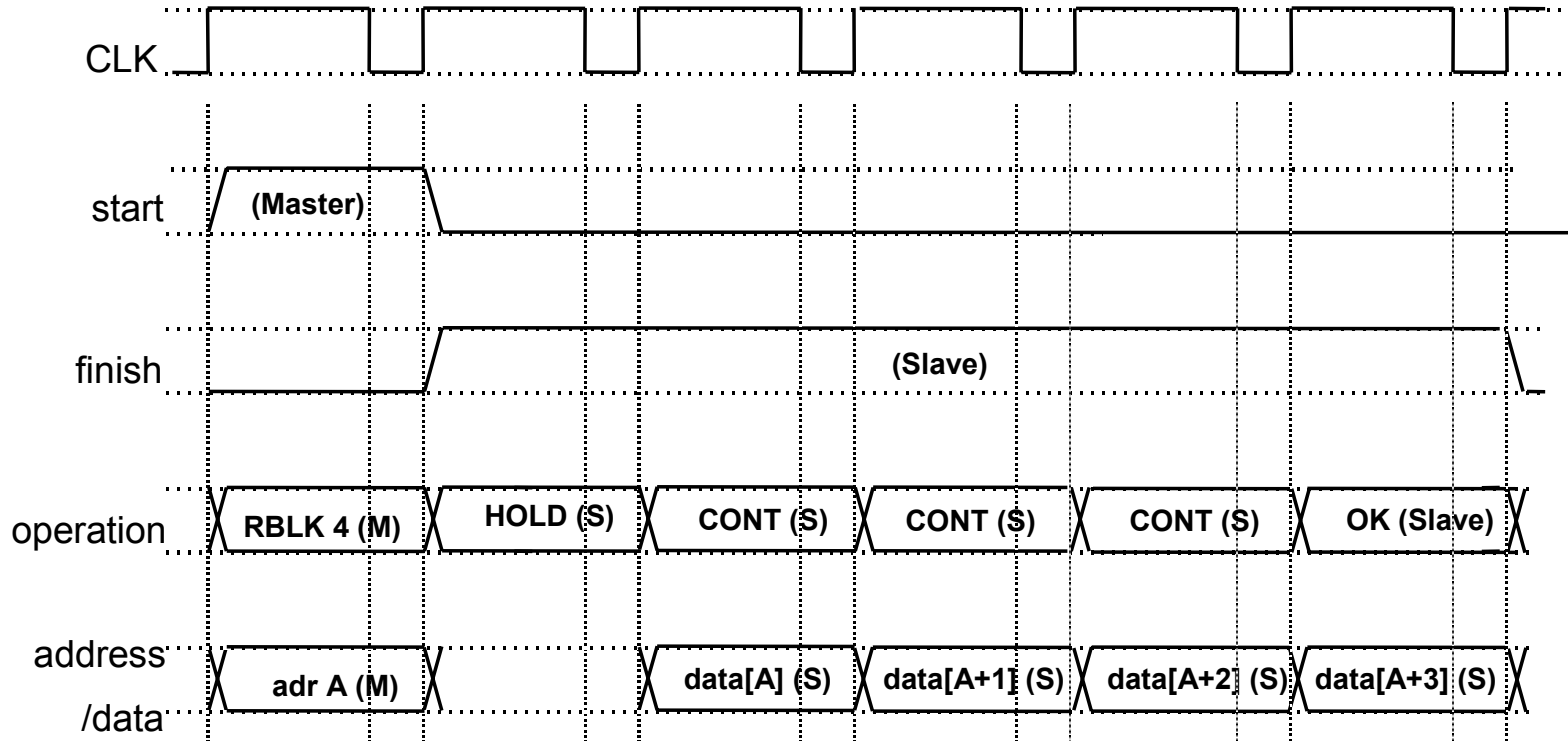 CLK
start
(Master)
finish
(Slave)
operation
RBLK 4 (M)
HOLD (S)
CONT (S)
CONT (S)
CONT (S)
OK (Slave)
address
/data
adr A (M)
data[A] (S)
data[A+1] (S)
data[A+2] (S)
data[A+3] (S)